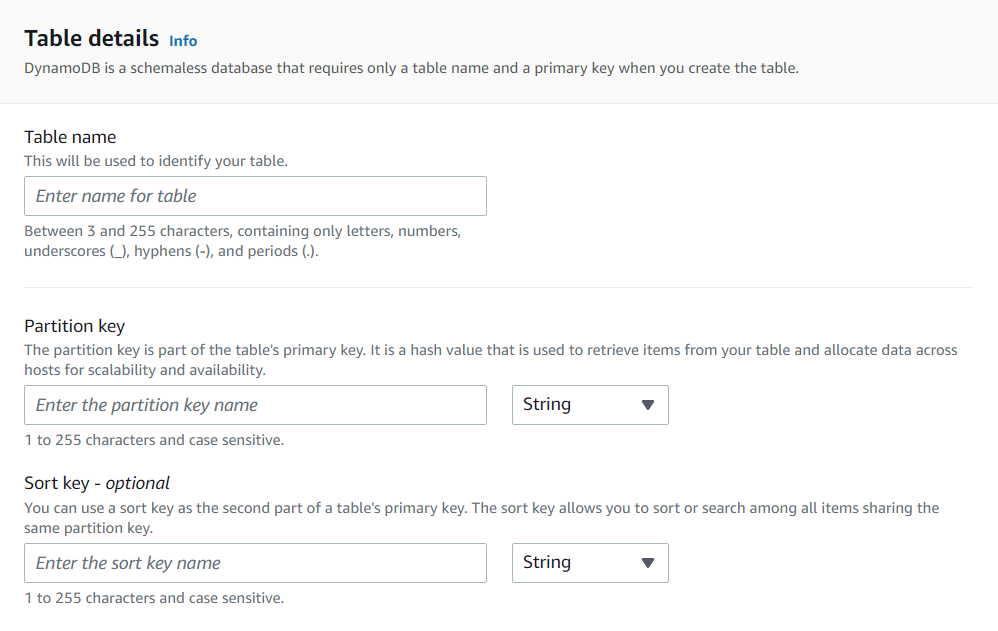 Table details Info
DynamoDB is a schemaless database that requires only a table name and a primary key when you create the table.
Table name
This will be used to identify your table.
Enter name for table
Between 3 and 255 characters, containing only letters, numbers,
underscores (_), hyphens (-), and periods (.).
Partition key
The partition key is part of the table's primary key. It is a hash value that is used to retrieve items from your table and allocate data across
hosts for scalability and availability.
Enter the partition key name String
1 to 255 characters and case sensitive.
Sort key - optional
You can use a sort key as the second part of a table's primary key. The sort key allows you to sort or search among all items sharing the
same partition key.
Enter the sort key name String
1 to 255 characters and case sensitive.